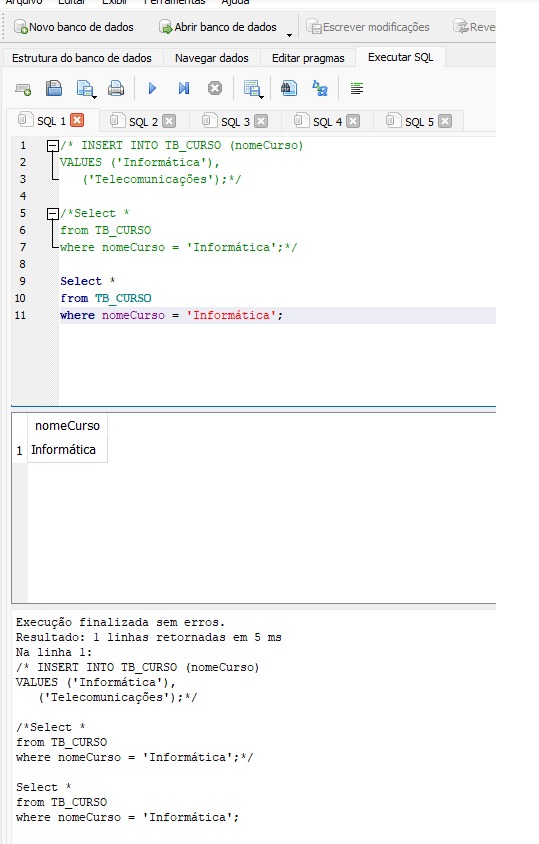 Arquivo Editar Exibir Ferramentas Ajuda
Novo banco de dados Abrir banco de dados Escrever modificações Reve
Estrutura do banco de dados Navegar dados Editar pragmas Executar SQL
SQL 1 SQL 2 SQL 3 SQL 4 SQL 5
1 /* INSERT INTO TB_CURSO (nomeCurso)
2 VALUES ('Informática'),
3 ('Telecomunicações');*/
4
5 /*Select *
6 from TB_CURSO
7 where nomeCurso = 'Informática';*/
8
9 Select *
10 from TB_CURSO
11 where nomeCurso = 'Informática';
nomeCurso
1 Informática
Execução finalizada sem erros.
Resultado: 1 linhas retornadas em 5 ms
Na linha 1:
/* INSERT INTO TB_CURSO (nomeCurso)
VALUES ('Informática'),
('Telecomunicações');*/
/*Select *
from TB_CURSO
where nomeCurso = 'Informática';*/
Select *
from TB_CURSO
where nomeCurso = 'Informática';